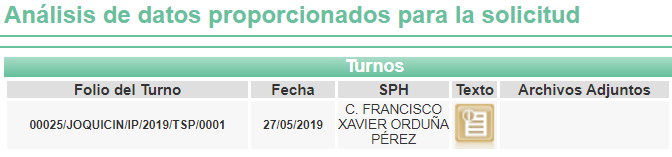 Análisis de datos proporcionados para la solicitud
Turnos
Folio del Turno Fecha SPH Texto Archivos Adjuntos
00025/JOQUICIN/IP/2019/TSP/0001 27/05/2019 C. FRANCISCO
XAVIER ORDUÑA
PÉREZ